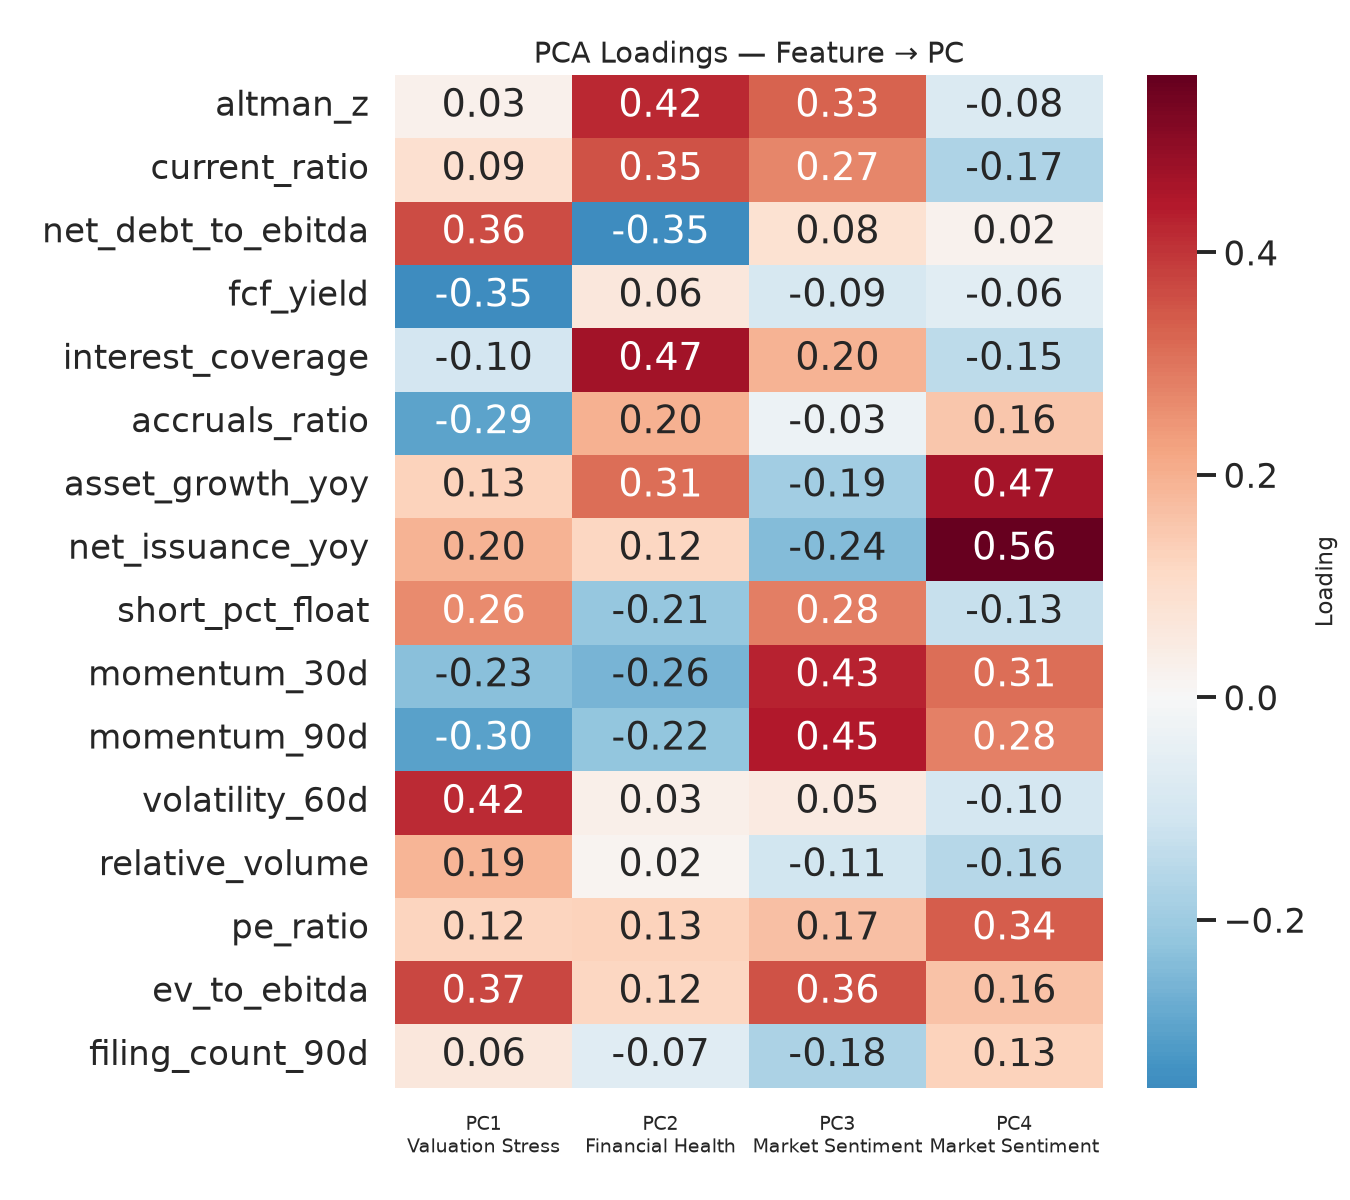 PCA Loadings — Feature → PC
altman_z 0.03 0.42 0.33 -0.08
current_ratio 0.09 0.35 0.27 -0.17
net_debt_to_ebitda 0.36 -0.35 0.08 0.02
fcf_yield -0.35 0.06 -0.09 -0.06
interest_coverage -0.10 0.47 0.20 -0.15
accruals_ratio -0.29 0.20 -0.03 0.16
asset_growth_yoy 0.13 0.31 -0.19 0.47
net_issuance_yoy 0.20 0.12 -0.24 0.56
short_pct_float 0.26 -0.21 0.28 -0.13
momentum_30d -0.23 -0.26 0.43 0.31
momentum_90d -0.30 -0.22 0.45 0.28
volatility_60d 0.42 0.03 0.05 -0.10
relative_volume 0.19 0.02 -0.11 -0.16
pe_ratio 0.12 0.13 0.17 0.34
ev_to_ebitda 0.37 0.12 0.36 0.16
filing_count_90d 0.06 -0.07 -0.18 0.13
PC1 PC2 PC3 PC4
Valuation Stress Financial Health Market Sentiment Market Sentiment
0.4
0.2
0.0
−0.2
Loading